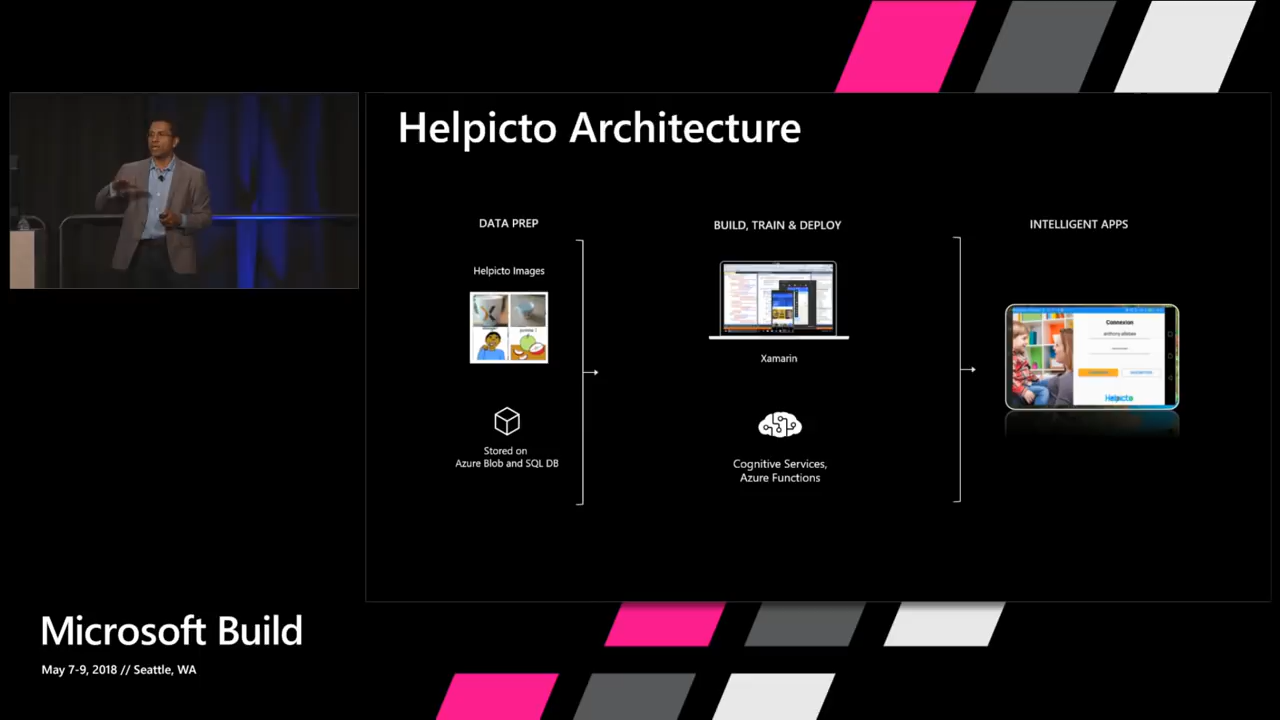 Helpicto Architecture
DATA PREP
Helpicto Images
Stored on
Azure Blob and SQL DB
BUILD, TRAIN & DEPLOY
Xamarin
Cognitive Services,
Azure Functions
INTELLIGENT APPS
Connexion
Helpicto
Microsoft Build
May 7-9, 2018 // Seattle, WA